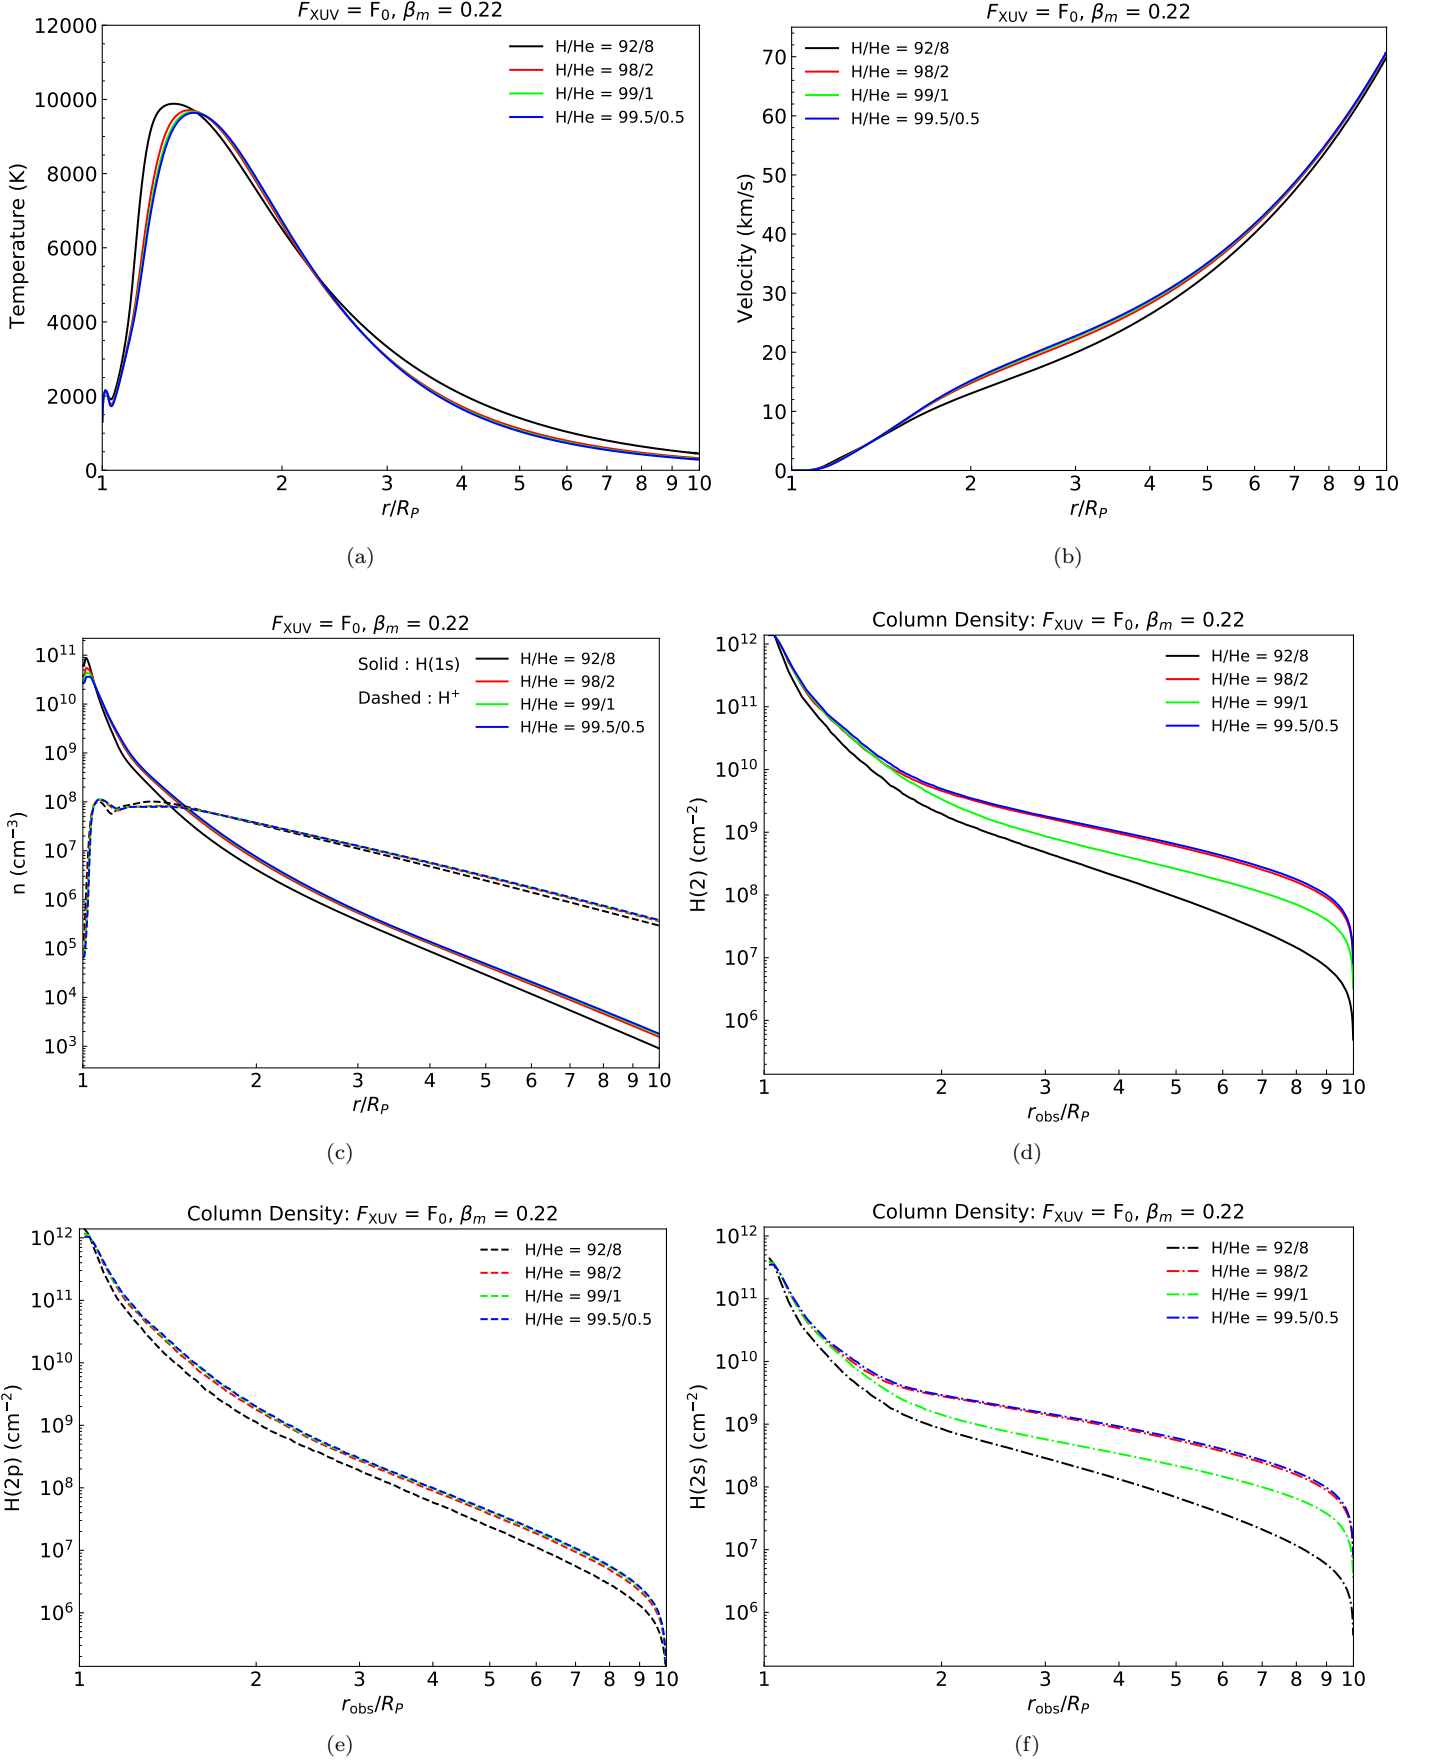 F_XUV = F_0, β_m = 0.22
12000
10000
8000
6000
4000
2000
0
Temperature (K)
H/He = 92/8
H/He = 98/2
H/He = 99/1
H/He = 99.5/0.5
1 2 3 4 5 6 7 8 9 10
r/R_P
(a)
F_XUV = F_0, β_m = 0.22
70
60
50
40
30
20
10
0
Velocity (km/s)
H/He = 92/8
H/He = 98/2
H/He = 99/1
H/He = 99.5/0.5
1 2 3 4 5 6 7 8 9 10
r/R_P
(b)
F_XUV = F_0, β_m = 0.22
10^11
10^10
10^9
10^8
10^7
10^6
10^5
10^4
10^3
n (cm^−3)
Solid : H(1s)
Dashed : H^+
H/He = 92/8
H/He = 98/2
H/He = 99/1
H/He = 99.5/0.5
1 2 3 4 5 6 7 8 9 10
r/R_P
(c)
Column Density: F_XUV = F_0, β_m = 0.22
10^12
10^11
10^10
10^9
10^8
10^7
10^6
H(2) (cm^−2)
H/He = 92/8
H/He = 98/2
H/He = 99/1
H/He = 99.5/0.5
1 2 3 4 5 6 7 8 9 10
r_obs/R_P
(d)
Column Density: F_XUV = F_0, β_m = 0.22
10^12
10^11
10^10
10^9
10^8
10^7
10^6
H(2p) (cm^−2)
H/He = 92/8
H/He = 98/2
H/He = 99/1
H/He = 99.5/0.5
1 2 3 4 5 6 7 8 9 10
r_obs/R_P
(e)
Column Density: F_XUV = F_0, β_m = 0.22
10^12
10^11
10^10
10^9
10^8
10^7
10^6
H(2s) (cm^−2)
H/He = 92/8
H/He = 98/2
H/He = 99/1
H/He = 99.5/0.5
1 2 3 4 5 6 7 8 9 10
r_obs/R_P
(f)